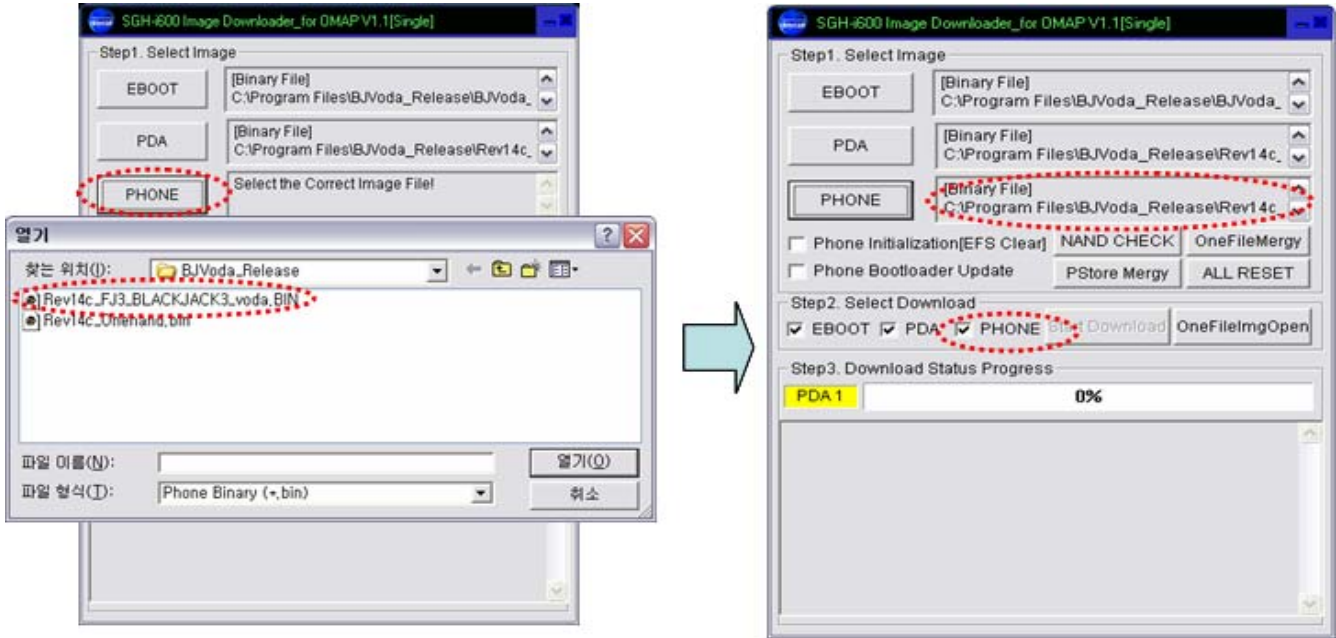 SGH-i600 Image Downloader_for OMAP V1.1[Single]
Step1. Select Image
EBOOT
[Binary File]
C:\Program Files\BJVoda_Release\BJVoda_
PDA
[Binary File]
C:\Program Files\BJVoda_Release\Rev14c_
PHONE
Select the Correct Image File!
열기
찾는 위치(I):
BJVoda_Release
Rev14c_FJ3_BLACKJACK3_voda.BIN
Rev14c_Onenand.bin
파일 이름(N):
열기(O)
파일 형식(T):
Phone Binary (*.bin)
취소
SGH-i600 Image Downloader_for OMAP V1.1[Single]
Step1. Select Image
EBOOT
[Binary File]
C:\Program Files\BJVoda_Release\BJVoda_
PDA
[Binary File]
C:\Program Files\BJVoda_Release\Rev14c_
PHONE
[Binary File]
C:\Program Files\BJVoda_Release\Rev14c
Phone Initialization[EFS Clear]
NAND CHECK
OneFileMergy
Phone Bootloader Update
PStore Mergy
ALL RESET
Step2. Select Download
EBOOT
PDA
PHONE
Start Download
OneFileImgOpen
Step3. Download Status Progress
PDA 1
0%